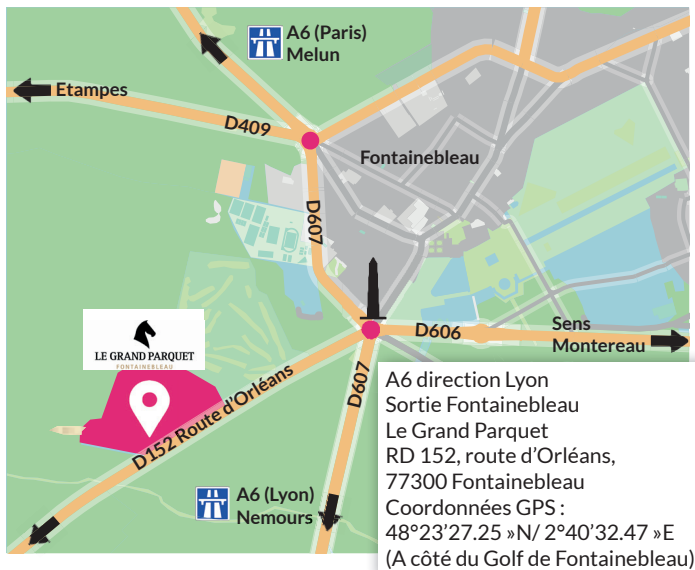 A6 (Paris)
Melun
Etampes
D409
Fontainebleau
D607
D606
Sens
Montereau
LE GRAND PARQUET
FONTAINEBLEAU
D152 Route d’Orléans
D607
A6 (Lyon)
Nemours
A6 direction Lyon
Sortie Fontainebleau
Le Grand Parquet
RD 152, route d’Orléans,
77300 Fontainebleau
Coordonnées GPS :
48°23’27.25 »N/ 2°40’32.47 »E
(A côté du Golf de Fontainebleau)